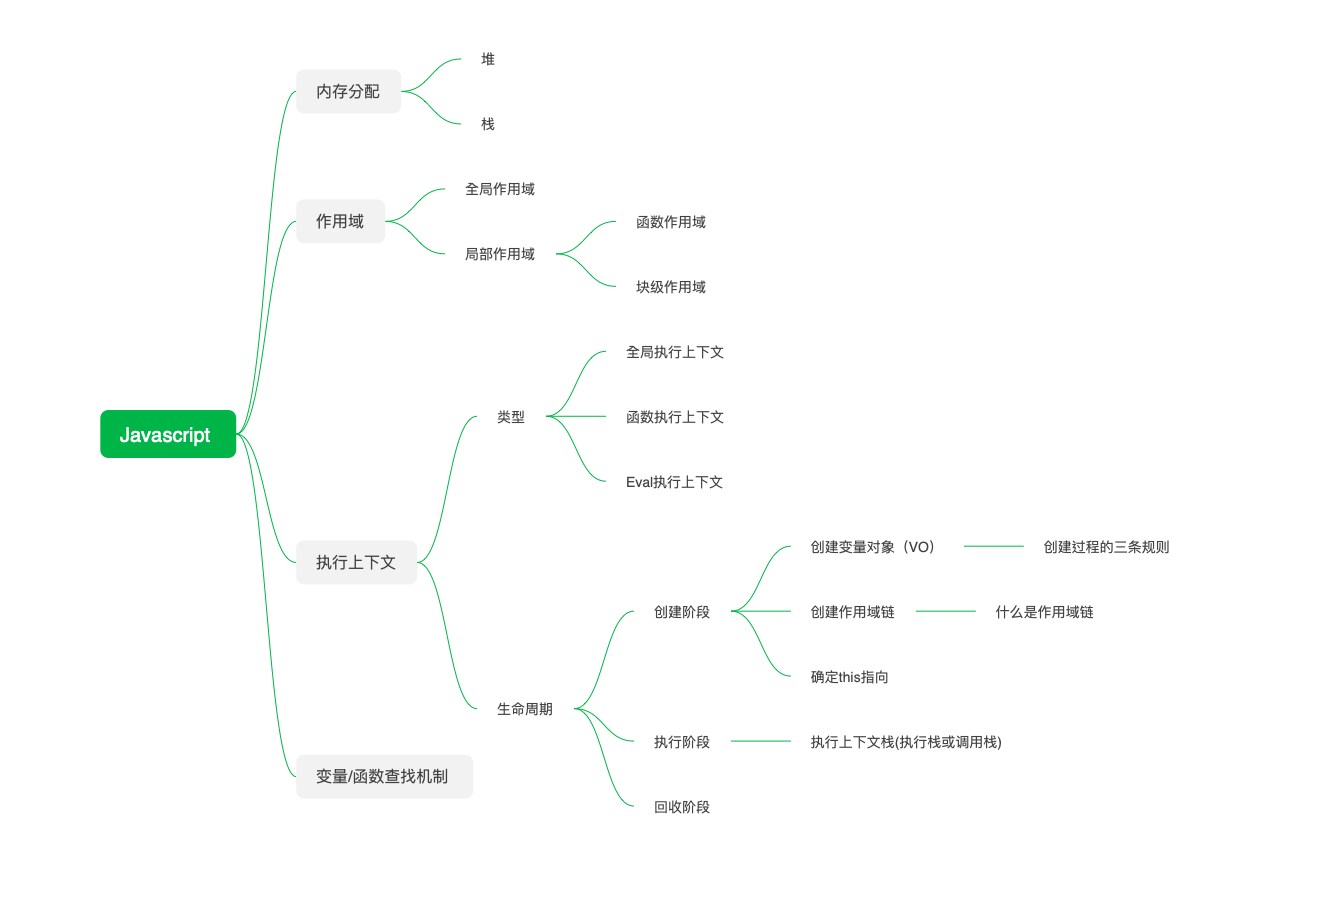 堆
内存分配
栈
全局作用域
作用域
函数作用域
局部作用域
块级作用域
全局执行上下文
类型
函数执行上下文
Javascript
Eval执行上下文
创建变量对象（VO）
创建过程的三条规则
执行上下文
创建阶段
创建作用域链
什么是作用域链
确定this指向
生命周期
执行阶段
执行上下文栈(执行栈或调用栈)
变量/函数查找机制
回收阶段